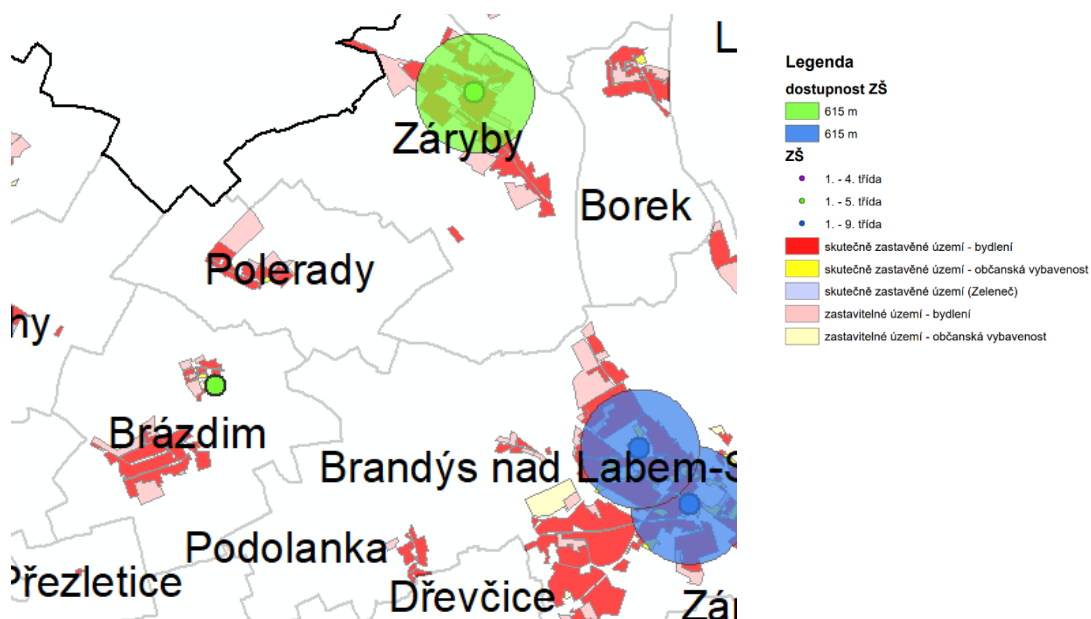 L
Záryby
Borek
Polerady
ny
Brázdim
Brandýs nad Labem-S
Podolanka
Přezletice
Dřevčice
Zár
Legenda
dostupnost ZŠ
615 m
615 m
ZŠ
1. - 4. třída
1. - 5. třída
1. - 9. třída
skutečně zastavěné území - bydlení
skutečně zastavěné území - občanská vybavenost
skutečně zastavěné území (Zeleneč)
zastavitelné území - bydlení
zastavitelné území - občanská vybavenost